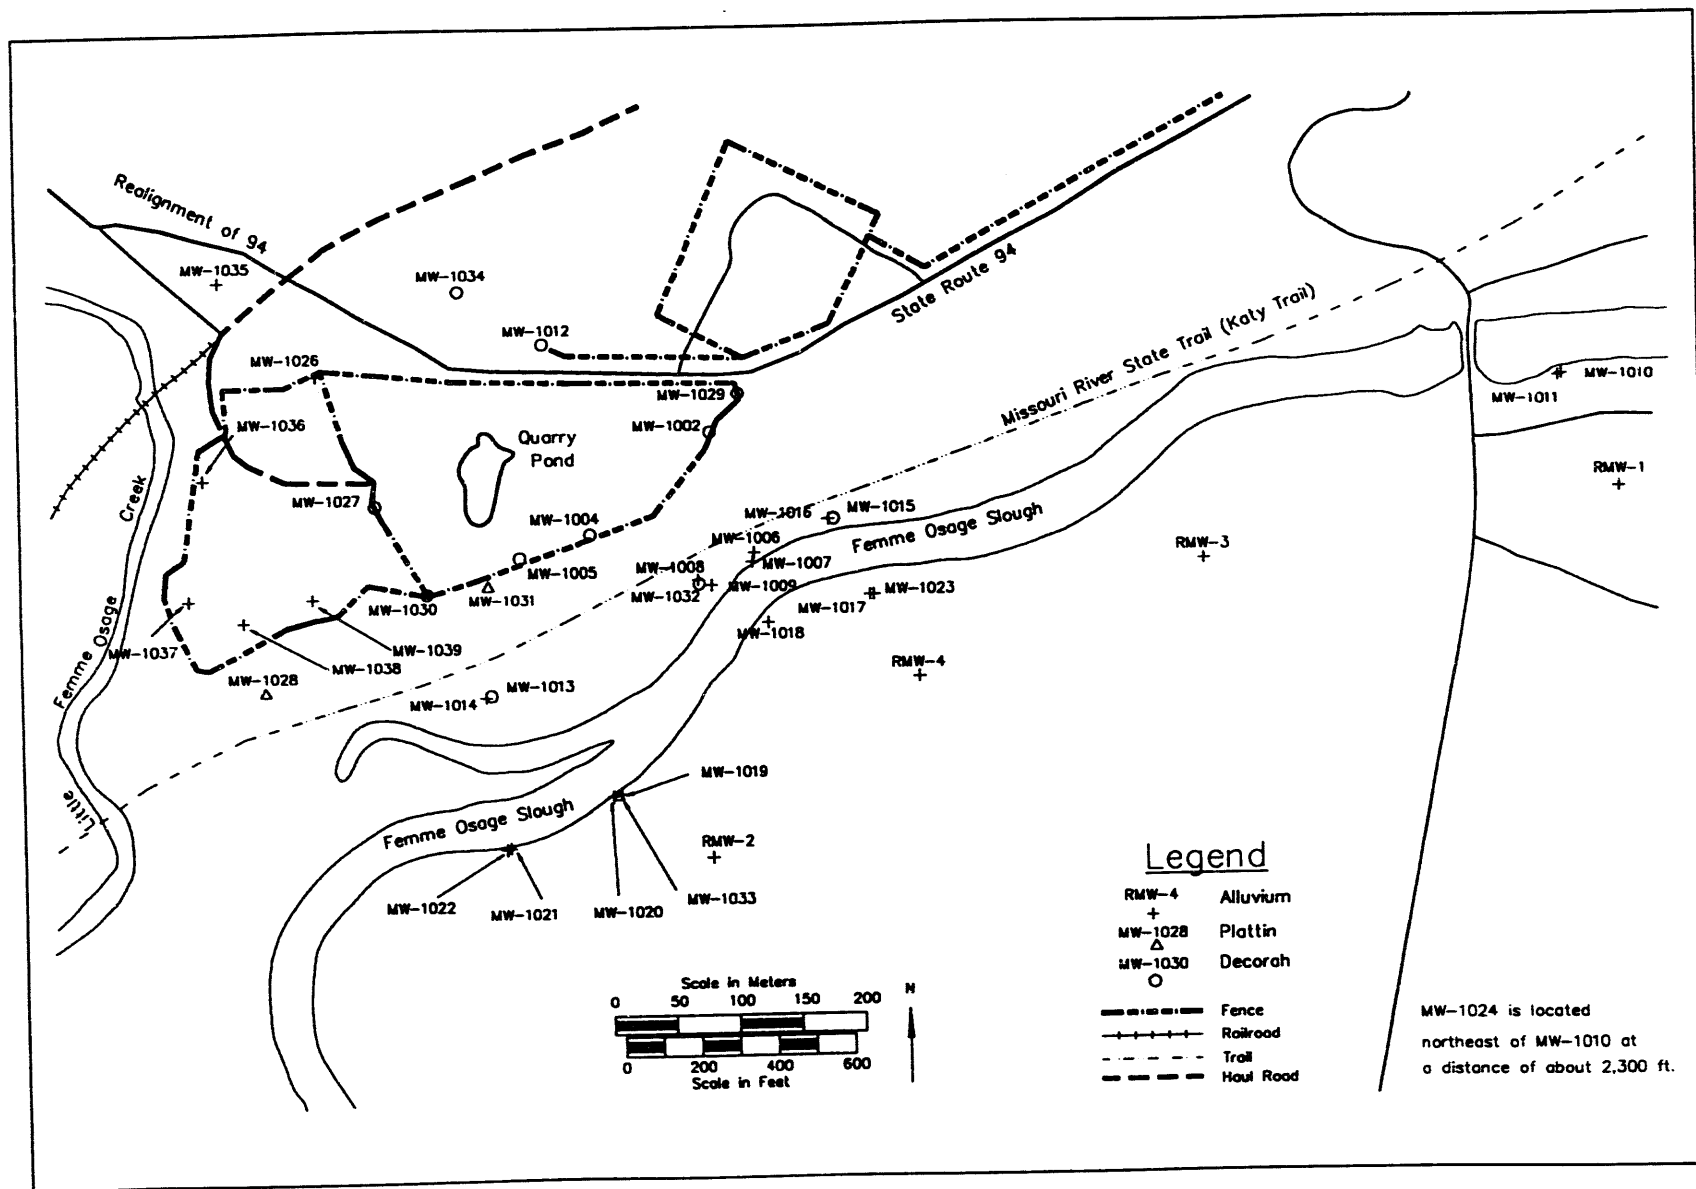 Realignment of 94
MW-1035
MW-1034
MW-1012
State Route 94
Missouri River State Trail (Katy Trail)
MW-1026
MW-1029
MW-1010
MW-1011
MW-1036
MW-1002
Quarry
Pond
RMW-1
Little Femme Osage Creek
MW-1027
MW-1004
MW-1016
MW-1015
MW-1006
Femme Osage Slough
RMW-3
MW-1005
MW-1008
MW-1007
MW-1032
MW-1009
MW-1031
MW-1030
MW-1017
MW-1023
MW-1018
MW-1037
MW-1039
MW-1038
MW-1028
RMW-4
MW-1014
MW-1013
MW-1019
Femme Osage Slough
RMW-2
MW-1022
MW-1021
MW-1020
MW-1033
Legend
RMW-4 Alluvium
MW-1028 Plattin
MW-1030 Decorah
Fence
Railroad
Trail
Haul Road
Scale in Meters
0 50 100 150 200
0 200 400 600
Scale in Feet
N
MW-1024 is located
northeast of MW-1010 at
a distance of about 2,300 ft.